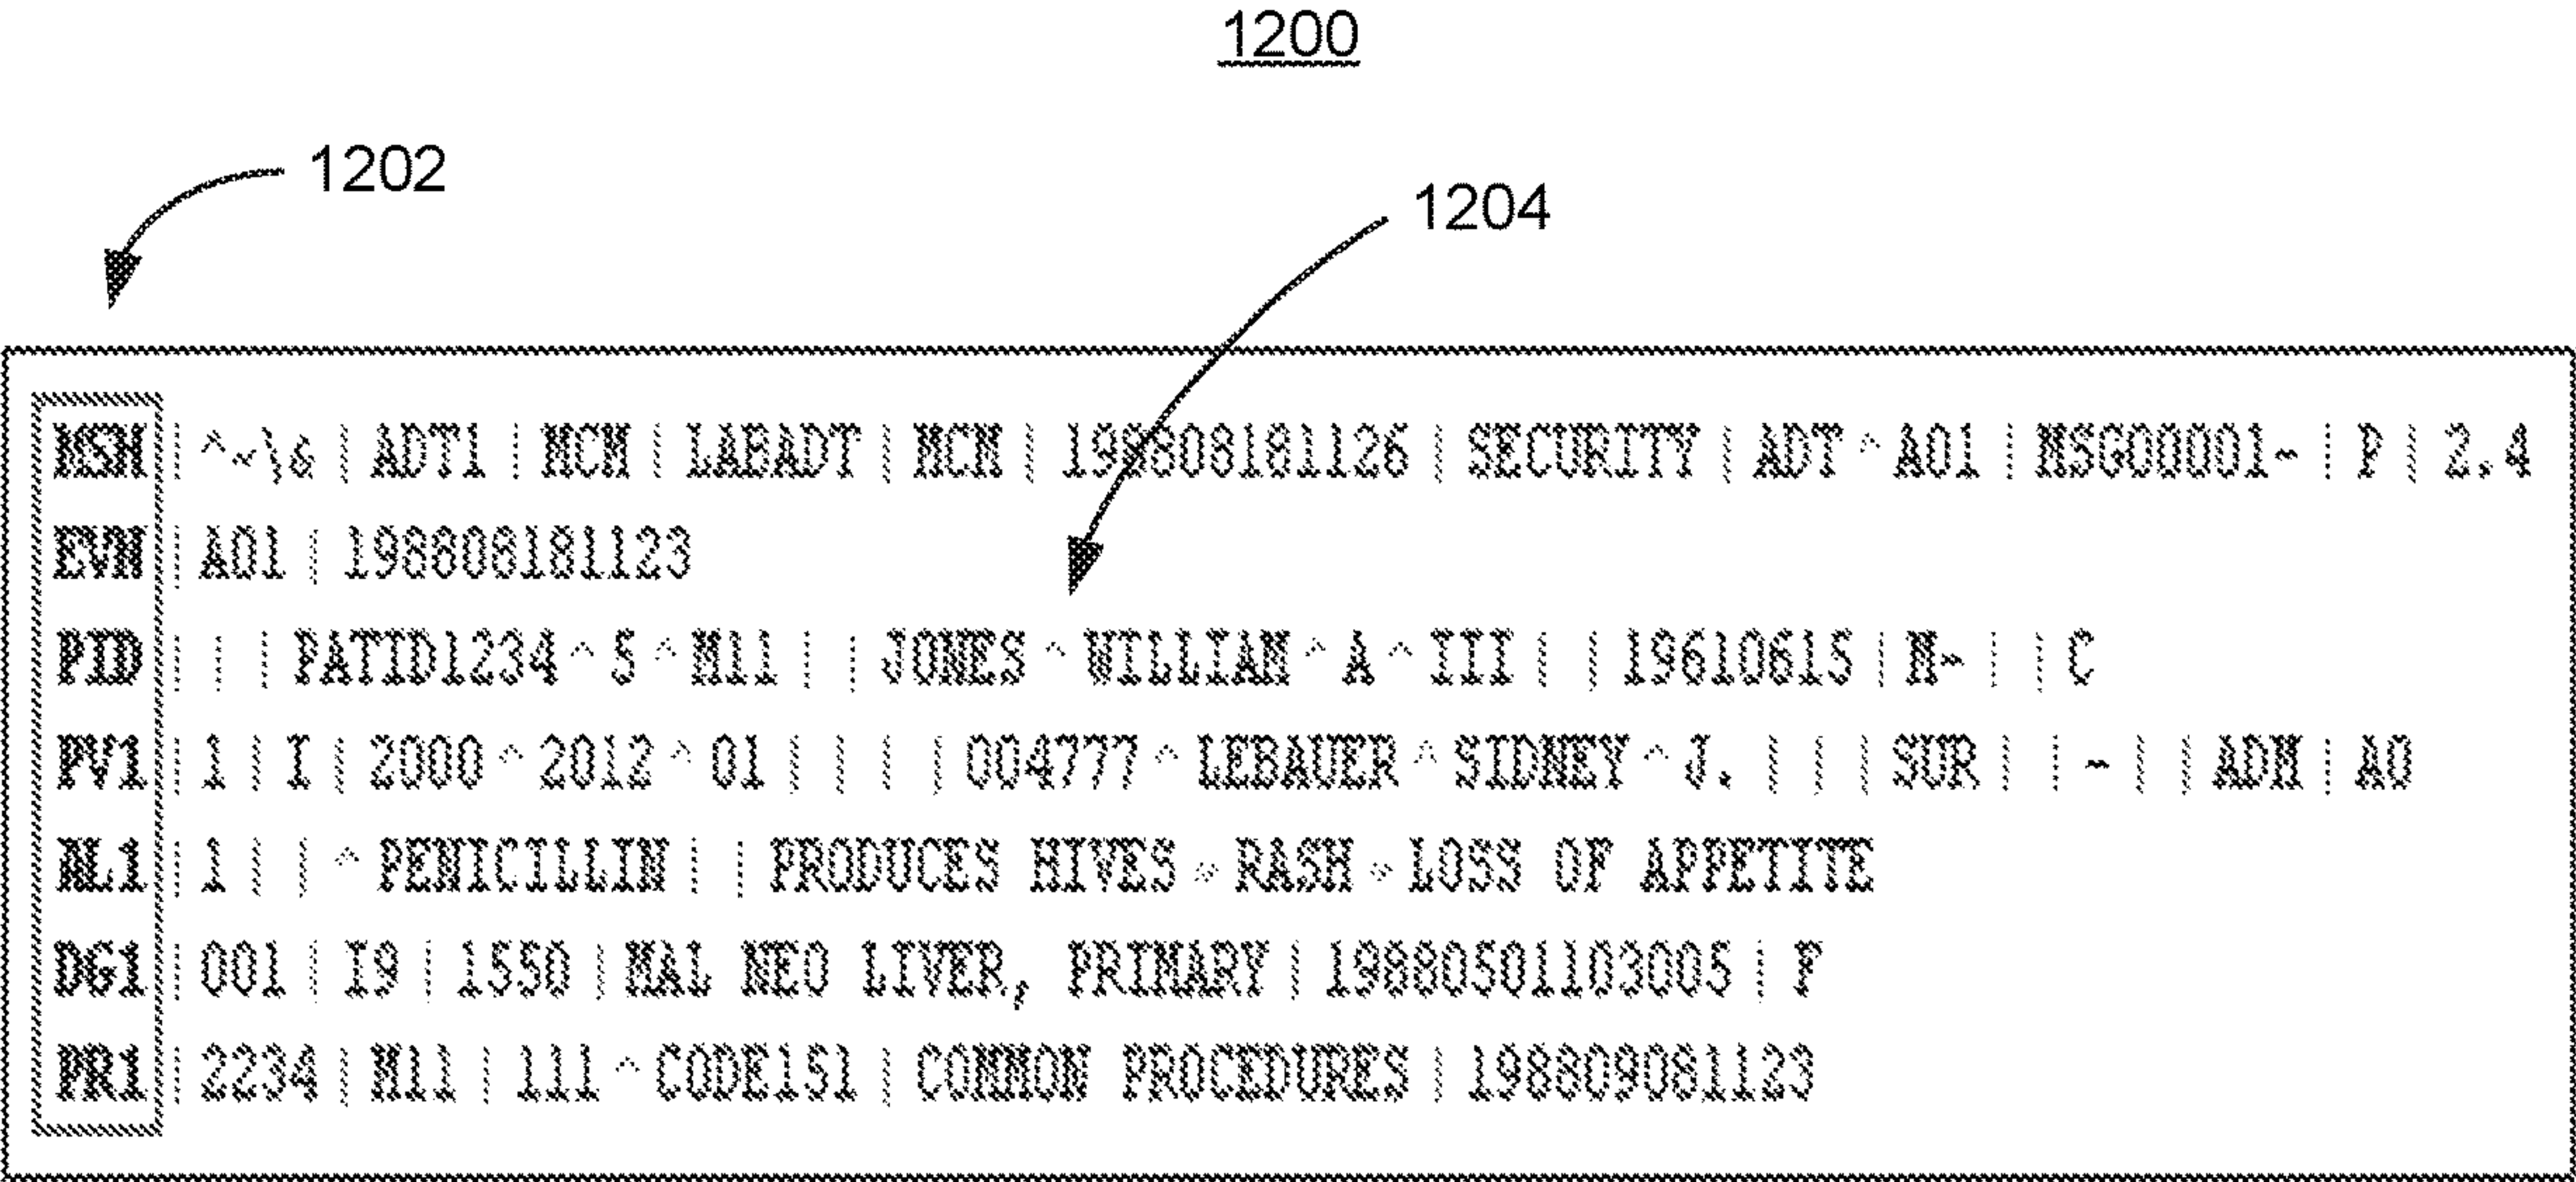 1200
1202
1204
MSH|^~\&|ADT1|MCM|LABADT|MCM|198808181126|SECURITY|ADT^A01|MSG00001-|P|2.4
EVN|A01|198808181123
PID|||PATID1234^5^M11||JONES^WILLIAM^A^III||19610615|M-||C
PV1|1|I|2000^2012^01||||004777^LEBAUER^SIDNEY^J.|||SUR||-||ADM|A0
AL1|1||^PENICILLIN||PRODUCES HIVES~RASH~LOSS OF APPETITE
DG1|001|I9|1550|MAL NEO LIVER, PRIMARY|19880501103005|F
PR1|2234|M11|111^CODE151|COMMON PROCEDURES|198809081123